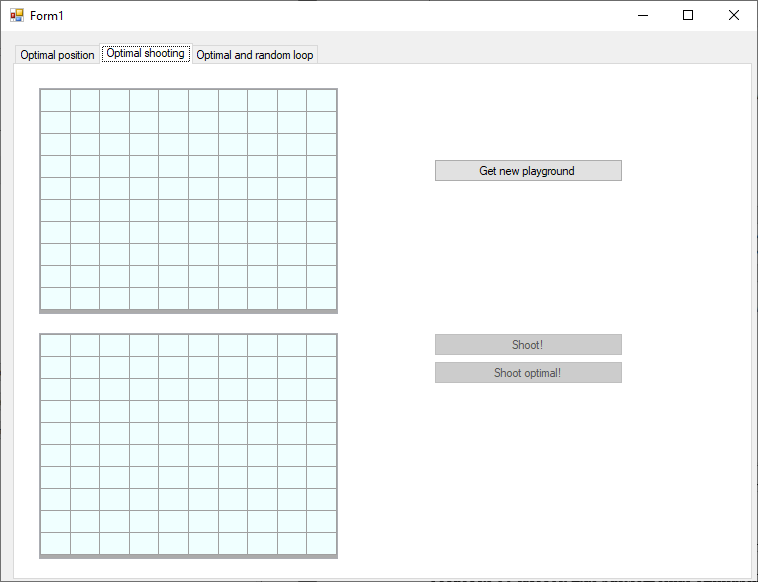 Form1
Optimal position
Optimal shooting
Optimal and random loop
Get new playground
Shoot!
Shoot optimal!